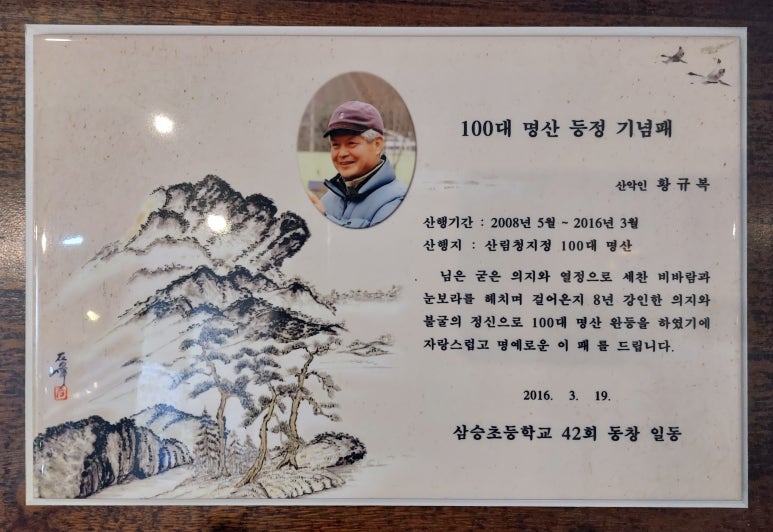 100대 명산 등정 기념패
산악인 황규복
산행기간 : 2008년 5월 ~ 2016년 3월
산행지 : 산림청지정 100대 명산
님은 굳은 의지와 열정으로 세찬 비바람과
눈보라를 헤치며 걸어온지 8년 강인한 의지와
불굴의 정신으로 100대 명산 완등을 하였기에
자랑스럽고 명예로운 이 패 를 드립니다.
2016. 3. 19.
삼승초등학교 42회 동창 일동